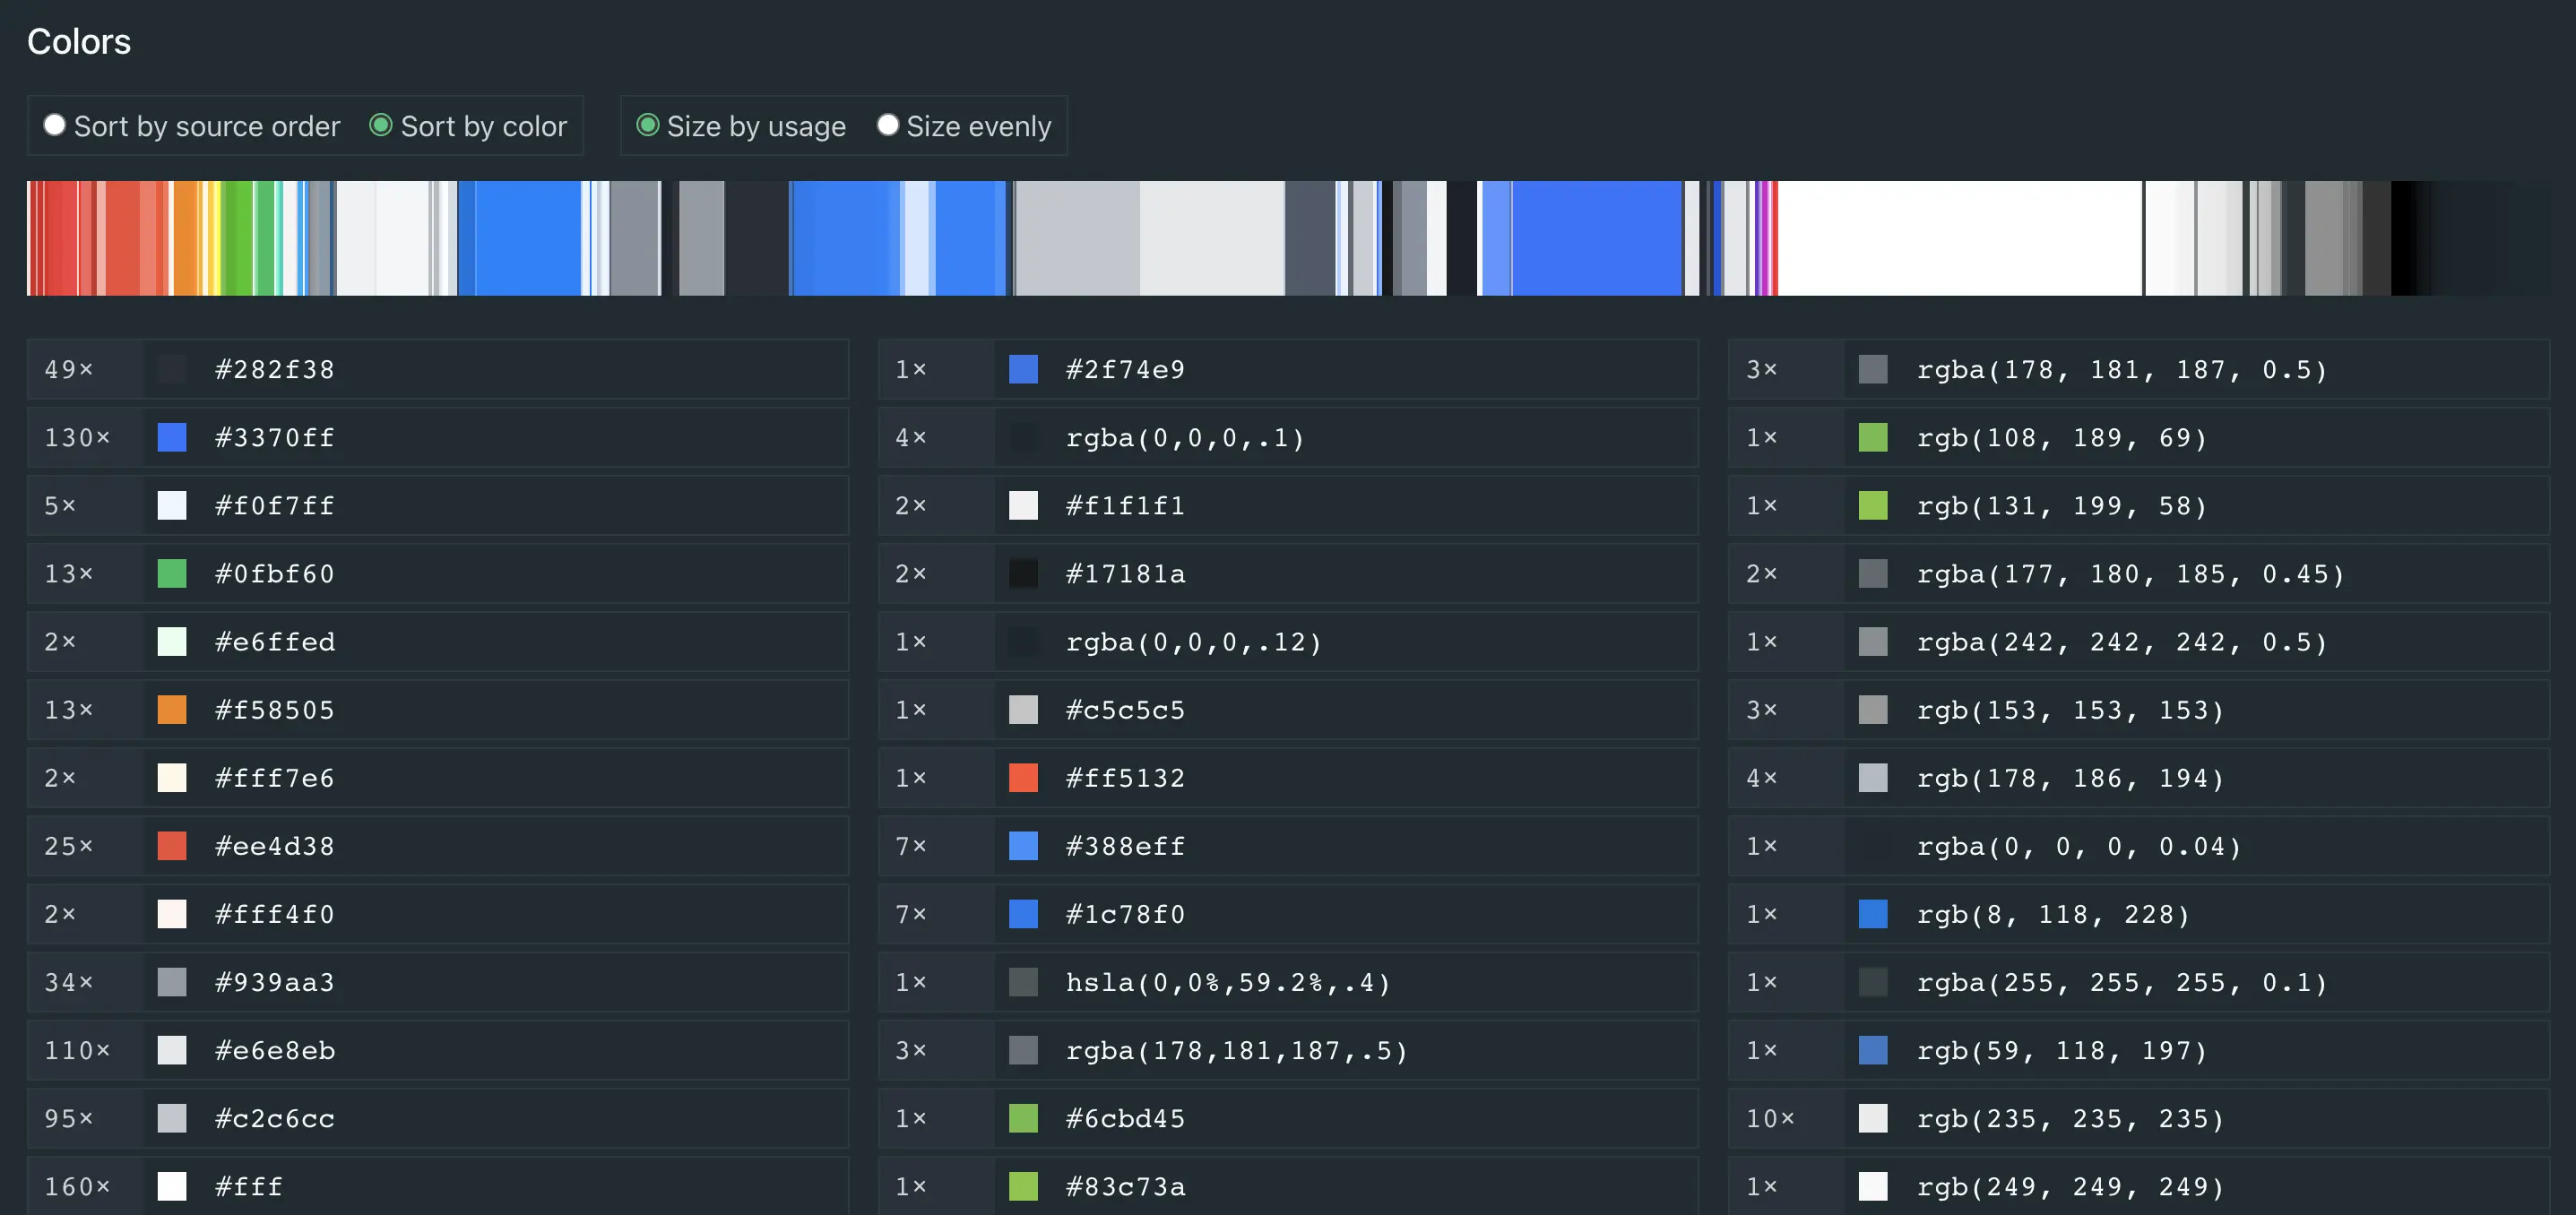 Colors
Sort by source order Sort by color Size by usage Size evenly
49× #282f38
130× #3370ff
5× #f0f7ff
13× #0fbf60
2× #e6ffed
13× #f58505
2× #fff7e6
25× #ee4d38
2× #fff4f0
34× #939aa3
110× #e6e8eb
95× #c2c6cc
160× #fff
1× #2f74e9
4× rgba(0,0,0,.1)
2× #f1f1f1
2× #17181a
1× rgba(0,0,0,.12)
1× #c5c5c5
1× #ff5132
7× #388eff
7× #1c78f0
1× hsla(0,0%,59.2%,.4)
3× rgba(178,181,187,.5)
1× #6cbd45
1× #83c73a
3× rgba(178, 181, 187, 0.5)
1× rgb(108, 189, 69)
1× rgb(131, 199, 58)
2× rgba(177, 180, 185, 0.45)
1× rgba(242, 242, 242, 0.5)
3× rgb(153, 153, 153)
4× rgb(178, 186, 194)
1× rgba(0, 0, 0, 0.04)
1× rgb(8, 118, 228)
1× rgba(255, 255, 255, 0.1)
1× rgb(59, 118, 197)
10× rgb(235, 235, 235)
1× rgb(249, 249, 249)